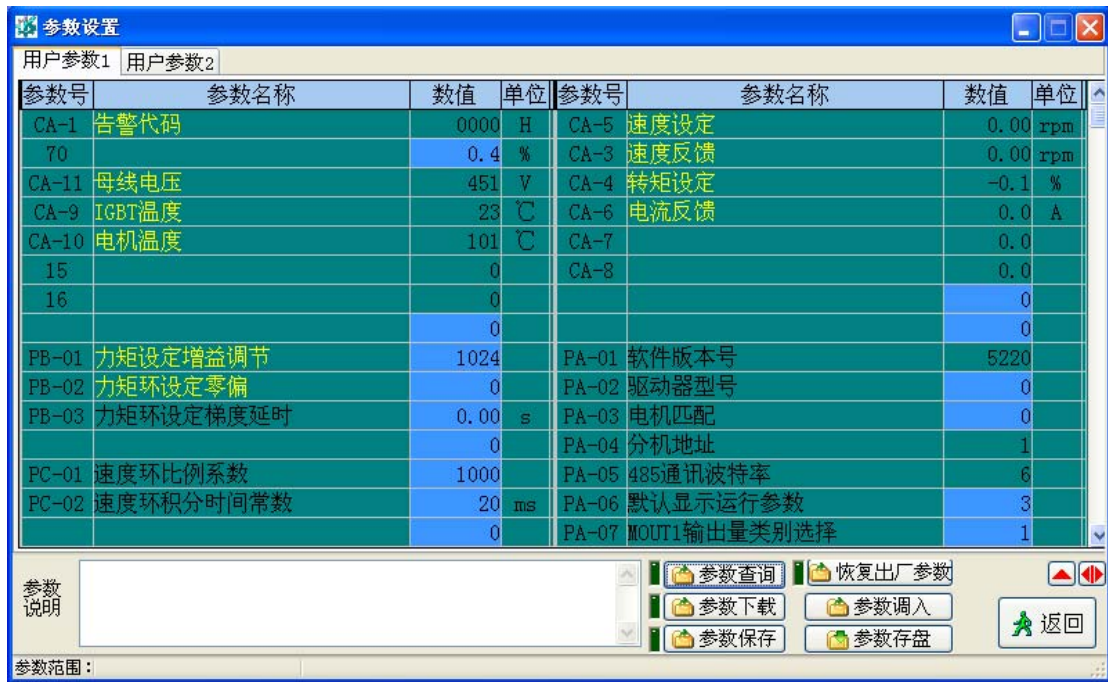 参数设置
用户参数1 用户参数2
参数号 参数名称 数值 单位 参数号 参数名称 数值 单位
CA-1 告警代码 0000 H CA-5 速度设定 0.00 rpm
70 0.4 % CA-3 速度反馈 0.00 rpm
CA-11 母线电压 451 V CA-4 转矩设定 -0.1 %
CA-9 IGBT温度 23 ℃ CA-6 电流反馈 0.0 A
CA-10 电机温度 101 ℃ CA-7 0.0
15 0 CA-8 0.0
16 0 0
0 0
PB-01 力矩设定增益调节 1024 PA-01 软件版本号 5220
PB-02 力矩环设定零偏 0 PA-02 驱动器型号 0
PB-03 力矩环设定梯度延时 0.00 s PA-03 电机匹配 0
0 PA-04 分机地址 1
PC-01 速度环比例系数 1000 PA-05 485通讯波特率 6
PC-02 速度环积分时间常数 20 ms PA-06 默认显示运行参数 3
0 PA-07 MOUT1输出量类别选择 1
参数说明
参数查询 恢复出厂参数
参数下载 参数调入
参数保存 参数存盘
返回
参数范围：